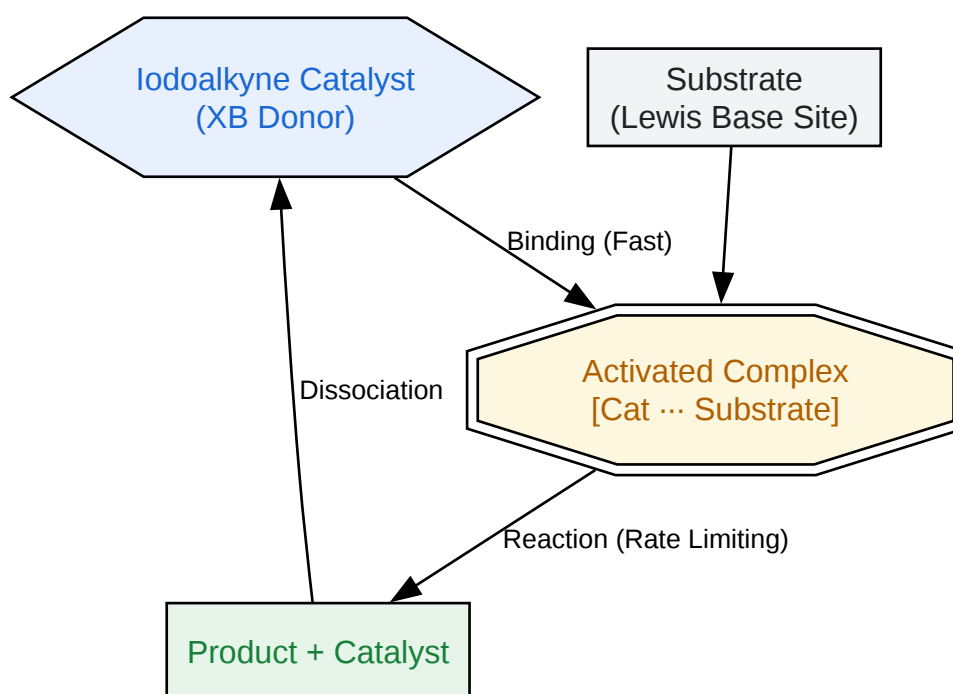 Iodoalkyne Catalyst
(XB Donor)
Substrate
(Lewis Base Site)
Binding (Fast)
Activated Complex
[Cat ··· Substrate]
Dissociation
Reaction (Rate Limiting)
Product + Catalyst